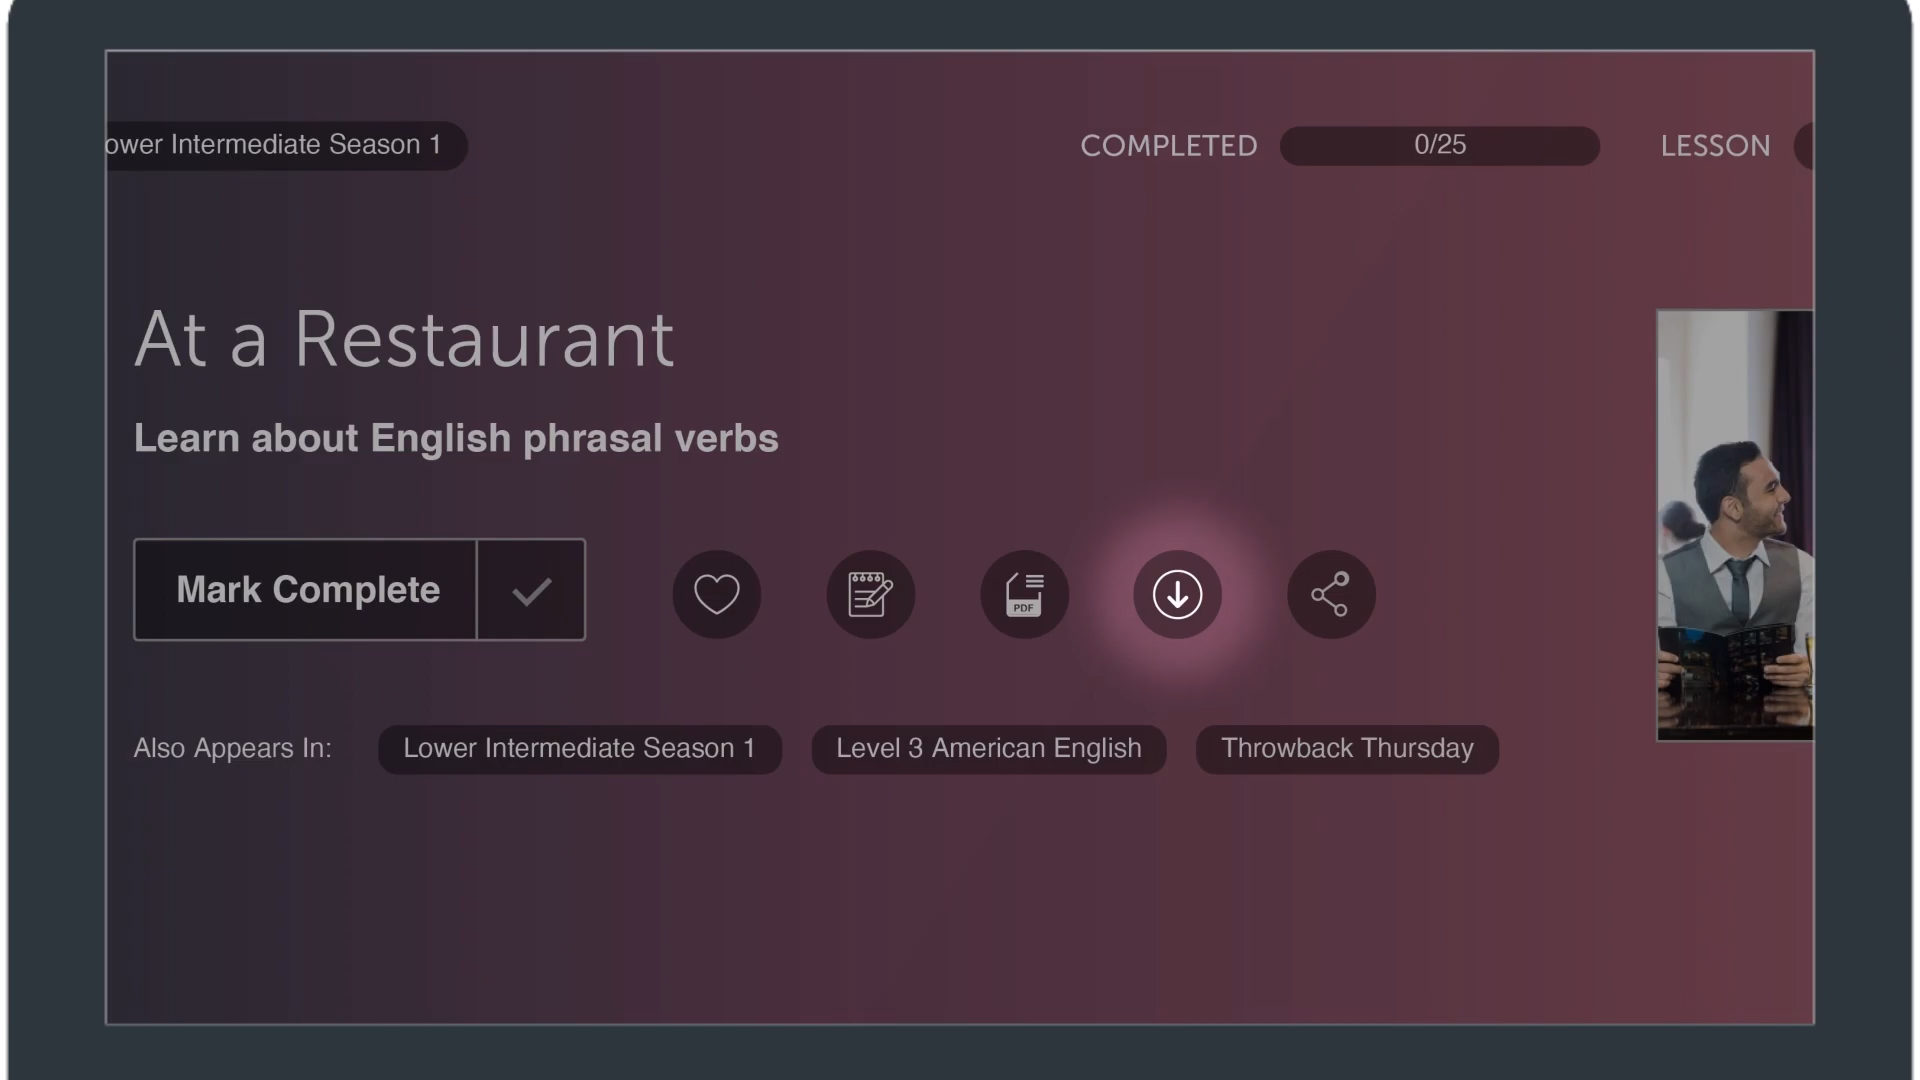 ower Intermediate Season 1
COMPLETED 0/25 LESSON
At a Restaurant
Learn about English phrasal verbs
Mark Complete
PDF
Also Appears In: Lower Intermediate Season 1 Level 3 American English Throwback Thursday